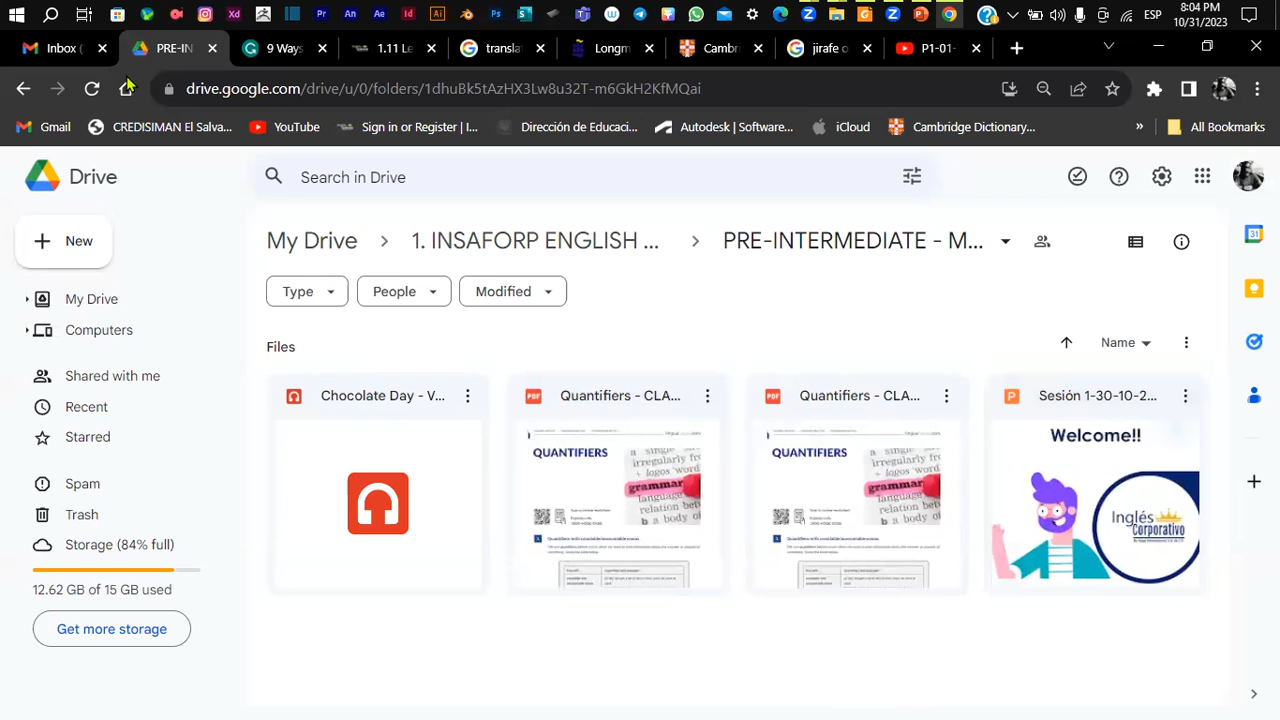 8:04 PM
ESP
10/31/2023
Inbox (
PRE-IN
9 Ways
1.11 Le
transla
Longm
Cambr
jirafe o
P1-01-
drive.google.com/drive/u/0/folders/1dhuBk5tAzHX3Lw8u32T-m6GkH2KfMQai
Gmail
CREDISIMAN El Salva...
YouTube
Sign in or Register | I...
Dirección de Educaci...
Autodesk | Software...
iCloud
Cambridge Dictionary...
»
All Bookmarks
Drive
Search in Drive
New
My Drive
1. INSAFORP ENGLISH ...
PRE-INTERMEDIATE - M...
Type
People
Modified
My Drive
Computers
Shared with me
Recent
Starred
Spam
Trash
Storage (84% full)
12.62 GB of 15 GB used
Get more storage
Files
Name
Chocolate Day - V...
Quantifiers - CLA...
Quantifiers - CLA...
Sesión 1-30-10-2...
QUANTIFIERS
grammar
QUANTIFIERS
grammar
Welcome!!
Inglés
Corporativo
31